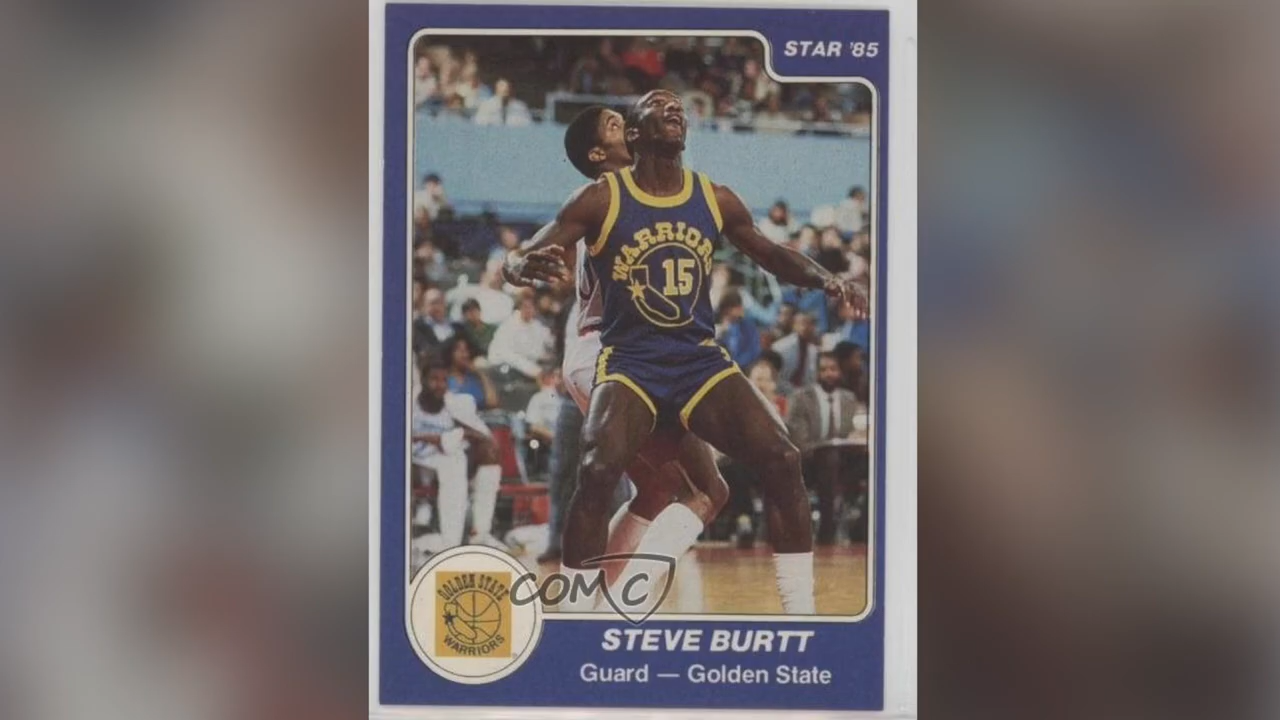 STAR '85
WARRIORS
15
GOLDEN STATE
WARRIORS
COMC
STEVE BURTT
Guard — Golden State